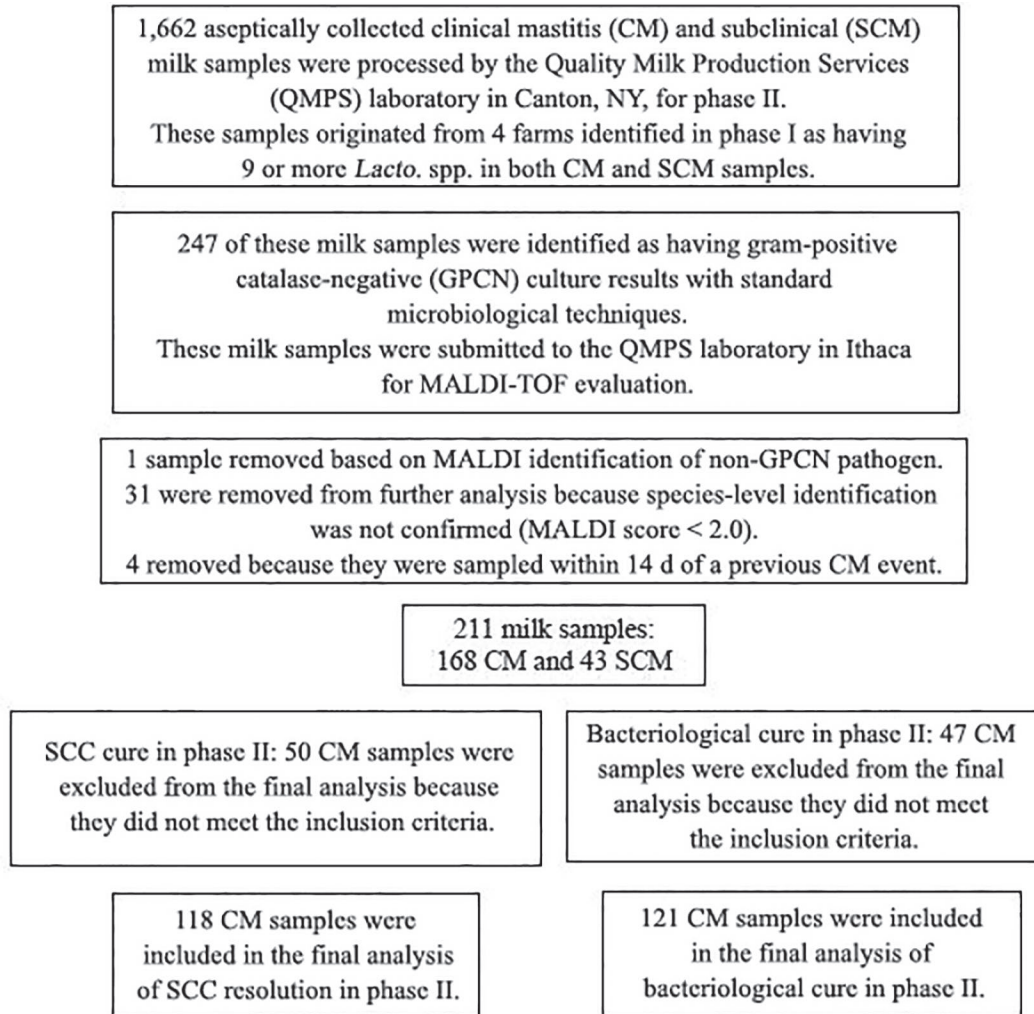 1,662 aseptically collected clinical mastitis (CM) and subclinical (SCM)
milk samples were processed by the Quality Milk Production Services
(QMPS) laboratory in Canton, NY, for phase II.
These samples originated from 4 farms identified in phase I as having
9 or more Lacto. spp. in both CM and SCM samples.
247 of these milk samples were identified as having gram-positive
catalase-negative (GPCN) culture results with standard
microbiological techniques.
These milk samples were submitted to the QMPS laboratory in Ithaca
for MALDI-TOF evaluation.
1 sample removed based on MALDI identification of non-GPCN pathogen.
31 were removed from further analysis because species-level identification
was not confirmed (MALDI score < 2.0).
4 removed because they were sampled within 14 d of a previous CM event.
211 milk samples:
168 CM and 43 SCM
SCC cure in phase II: 50 CM samples were
excluded from the final analysis because
they did not meet the inclusion criteria.
Bacteriological cure in phase II: 47 CM
samples were excluded from the final
analysis because they did not meet
the inclusion criteria.
118 CM samples were
included in the final analysis
of SCC resolution in phase II.
121 CM samples were included
in the final analysis of
bacteriological cure in phase II.